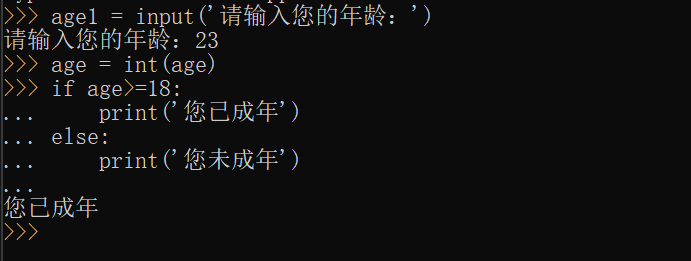 >>> age1 = input('请输入您的年龄：')
请输入您的年龄：23
>>> age = int(age)
>>> if age>=18:
...     print('您已成年')
... else:
...     print('您未成年')
...
您已成年
>>>